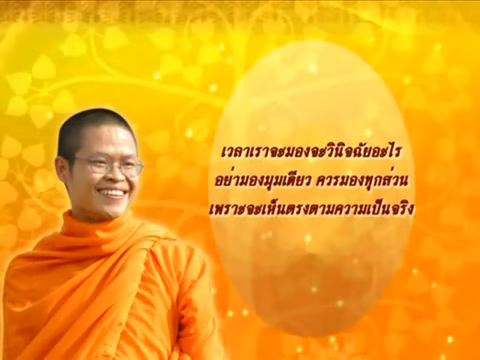 เวลาเราจะมองจะวินิจฉัยอะไร
อย่ามองมุมเดียว ควรมองทุกส่วน
เพราะจะเห็นตรงตามความเป็นจริง